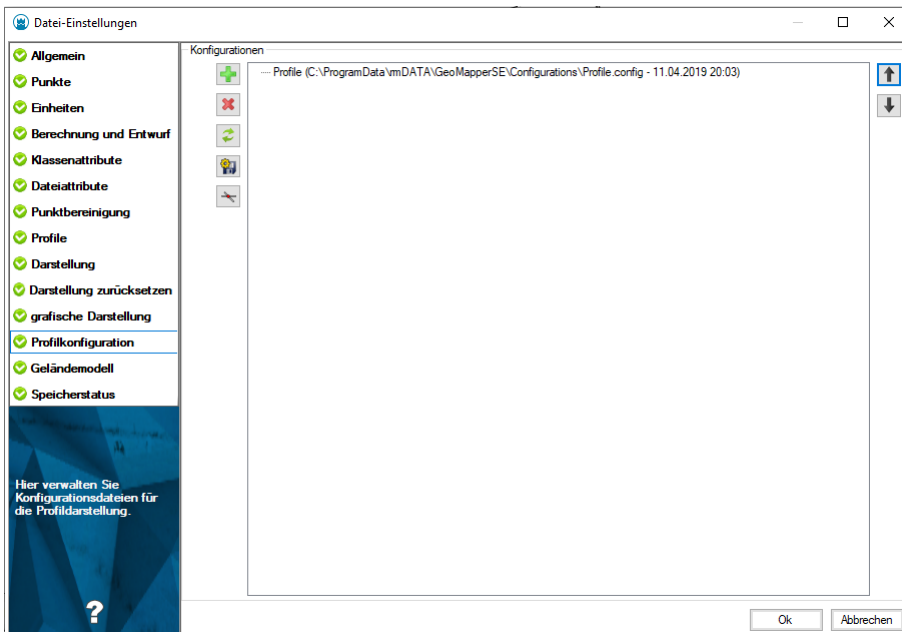 Datei-Einstellungen
Allgemein
Punkte
Einheiten
Berechnung und Entwurf
Klassenattribute
Dateiattribute
Punktbereinigung
Profile
Darstellung
Darstellung zurücksetzen
grafische Darstellung
Profilkonfiguration
Geländemodell
Speicherstatus
Hier verwalten Sie
Konfigurationsdateien für
die Profildarstellung.
?
Konfigurationen
Profile (C:\ProgramData\rmDATA\GeoMapperSE\Configurations\Profile.config - 11.04.2019 20:03)
Ok
Abbrechen